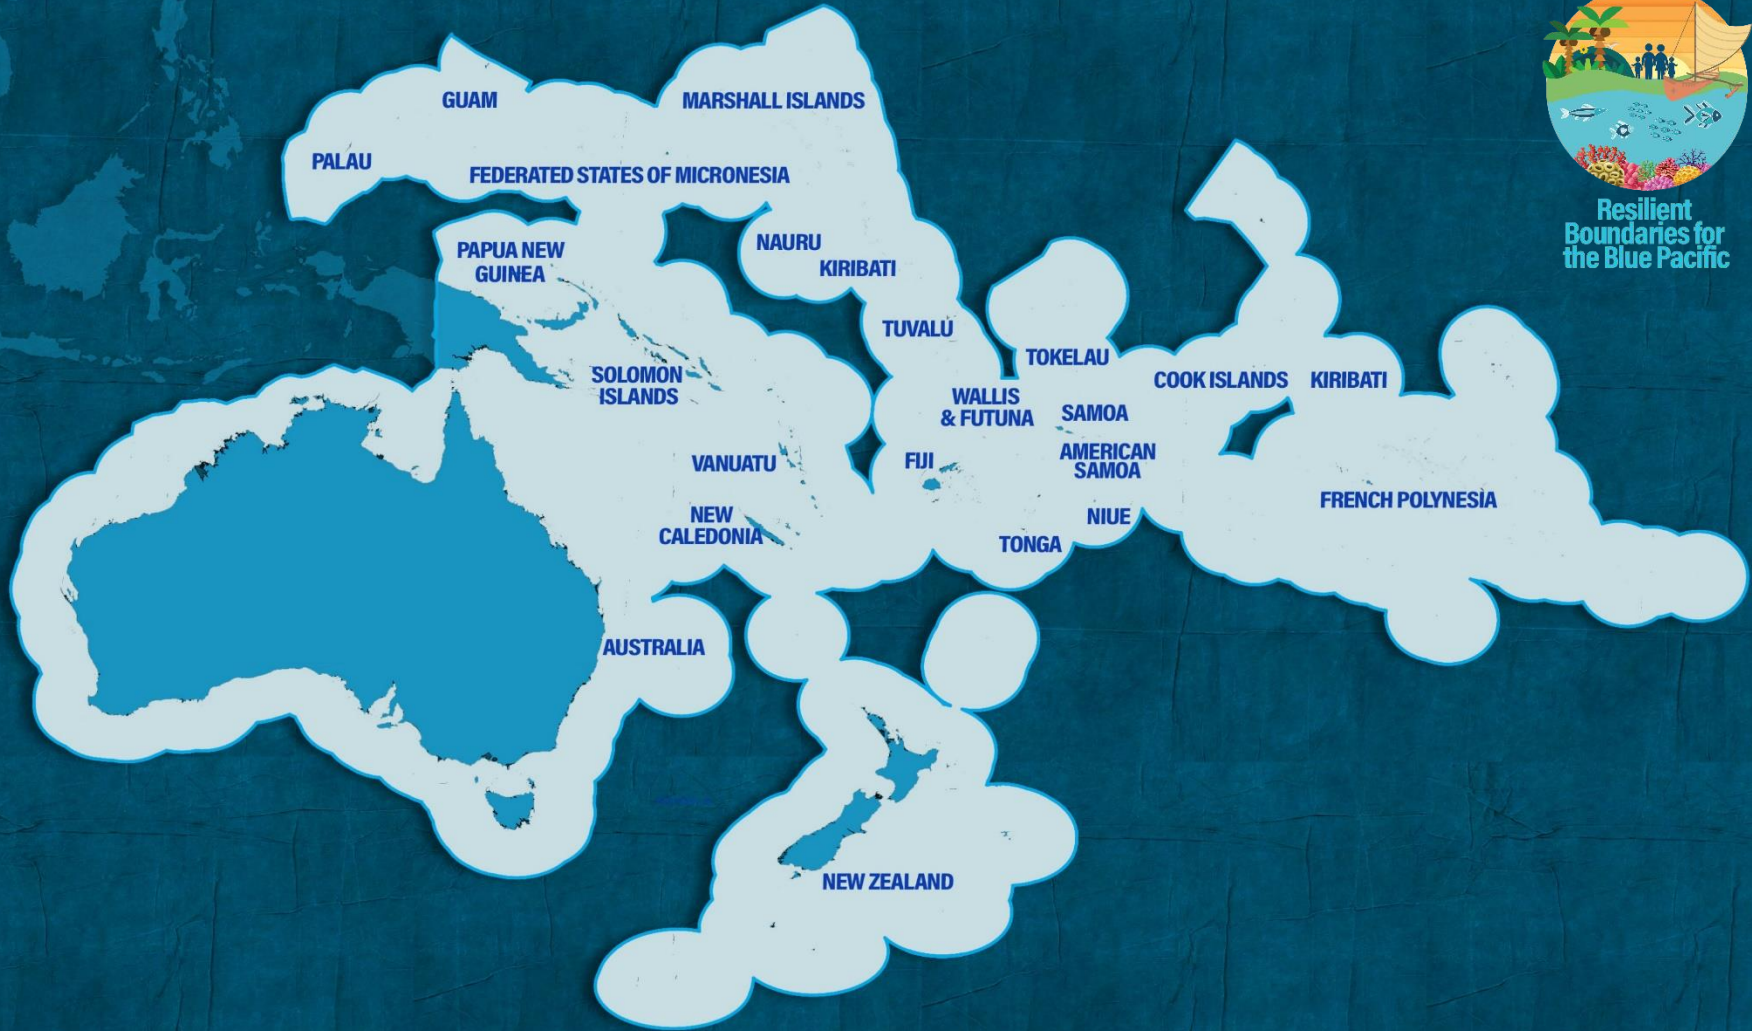 GUAM
MARSHALL ISLANDS
PALAU
FEDERATED STATES OF MICRONESIA
Resilient
Boundaries for
the Blue Pacific
PAPUA NEW
GUINEA
NAURU
KIRIBATI
TUVALU
TOKELAU
SOLOMON
ISLANDS
COOK ISLANDS
KIRIBATI
WALLIS
& FUTUNA
SAMOA
VANUATU
FIJI
AMERICAN
SAMOA
FRENCH POLYNESIA
NEW
CALEDONIA
NIUE
TONGA
AUSTRALIA
NEW ZEALAND